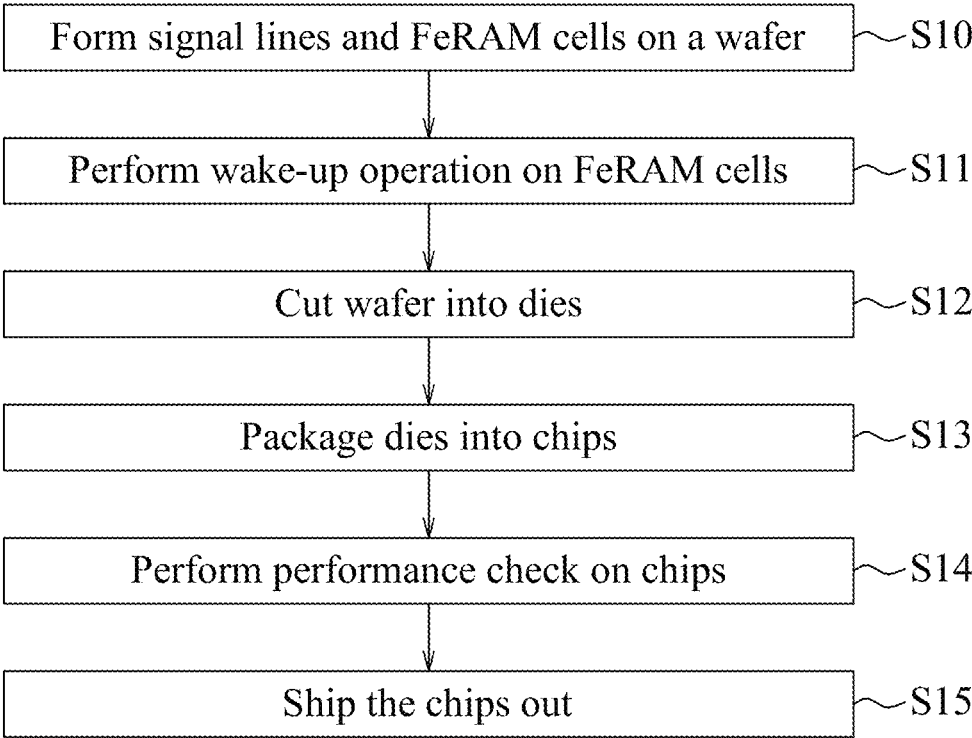 Form signal lines and FeRAM cells on a wafer S10
Perform wake-up operation on FeRAM cells S11
Cut wafer into dies S12
Package dies into chips S13
Perform performance check on chips S14
Ship the chips out S15